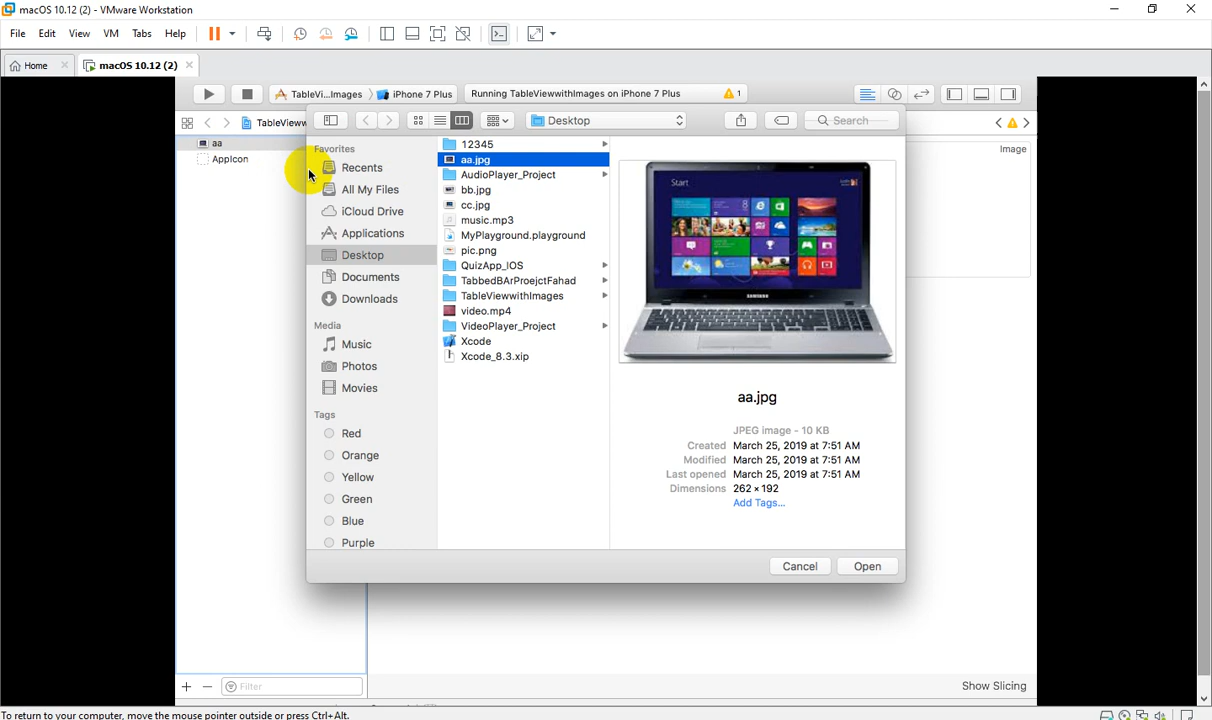 macOS 10.12 (2) - VMware Workstation
File Edit View VM Tabs Help
Home macOS 10.12 (2)
TableVi...Images iPhone 7 Plus Running TableViewwithImages on iPhone 7 Plus 1
TableVieww Desktop Search
aa
AppIcon
Image
Favorites
Recents
All My Files
iCloud Drive
Applications
Desktop
Documents
Downloads
Media
Music
Photos
Movies
Tags
Red
Orange
Yellow
Green
Blue
Purple
12345
aa.jpg
AudioPlayer_Project
bb.jpg
cc.jpg
music.mp3
MyPlayground.playground
pic.png
QuizApp_IOS
TabbedBArProejctFahad
TableViewwithImages
video.mp4
VideoPlayer_Project
Xcode
Xcode_8.3.xip
Start
SAMSUNG
aa.jpg
JPEG image - 10 KB
Created March 25, 2019 at 7:51 AM
Modified March 25, 2019 at 7:51 AM
Last opened March 25, 2019 at 7:51 AM
Dimensions 262 × 192
Add Tags...
Cancel Open
Filter Show Slicing
To return to your computer, move the mouse pointer outside or press Ctrl+Alt.